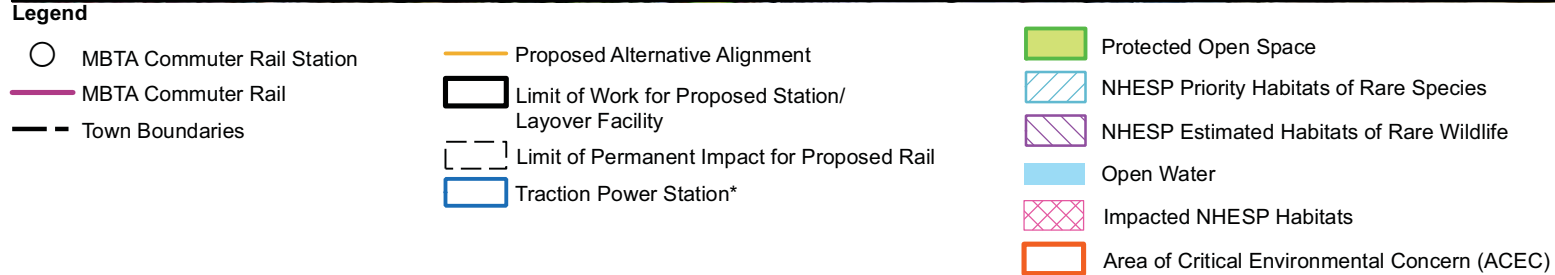 Legend
MBTA Commuter Rail Station
MBTA Commuter Rail
Town Boundaries
Proposed Alternative Alignment
Limit of Work for Proposed Station/
Layover Facility
Limit of Permanent Impact for Proposed Rail
Traction Power Station*
Protected Open Space
NHESP Priority Habitats of Rare Species
NHESP Estimated Habitats of Rare Wildlife
Open Water
Impacted NHESP Habitats
Area of Critical Environmental Concern (ACEC)